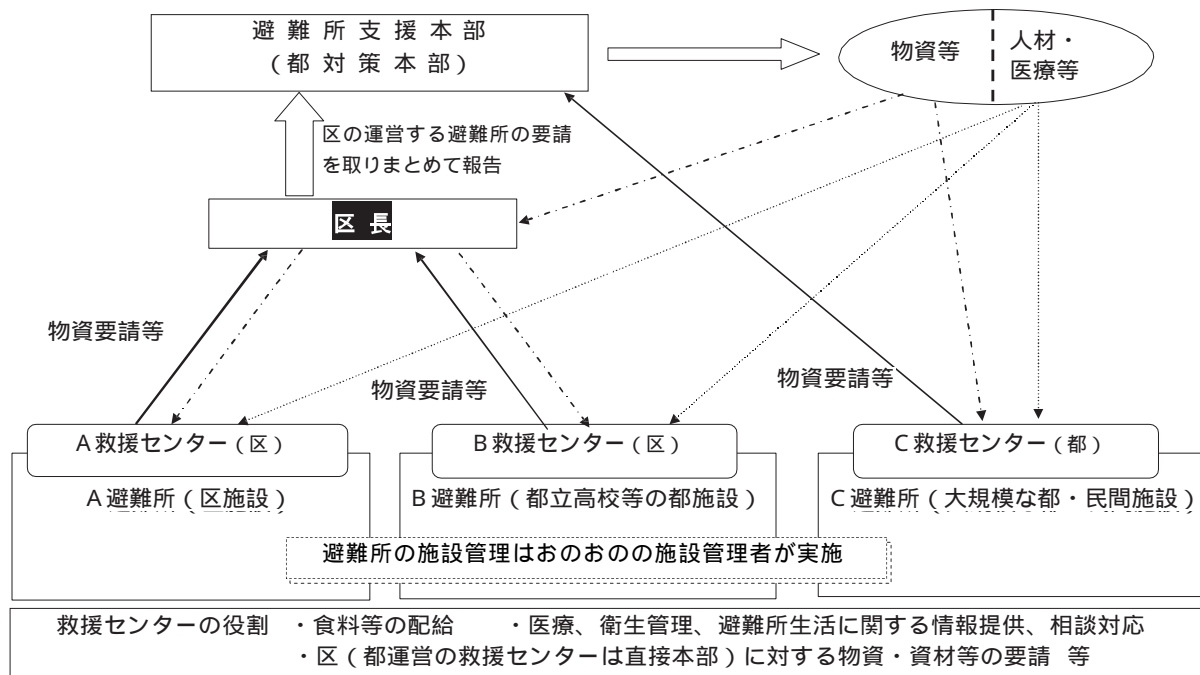 避 難 所 支 援 本 部
（ 都 対 策 本 部 ）
物資等
人材・
医療等
区の運営する避難所の要請
を取りまとめて報告
区 長
物資要請等
物資要請等
物資要請等
A救援センター（区）
B救援センター（区）
C救援センター（都）
A避難所（区施設）
B避難所（都立高校等の都施設）
C避難所（大規模な都・民間施設）
避難所の施設管理はおのおのの施設管理者が実施
救援センターの役割 ・食料等の配給 ・医療、衛生管理、避難所生活に関する情報提供、相談対応
・区（都運営の救援センターは直接本部）に対する物資・資材等の要請 等